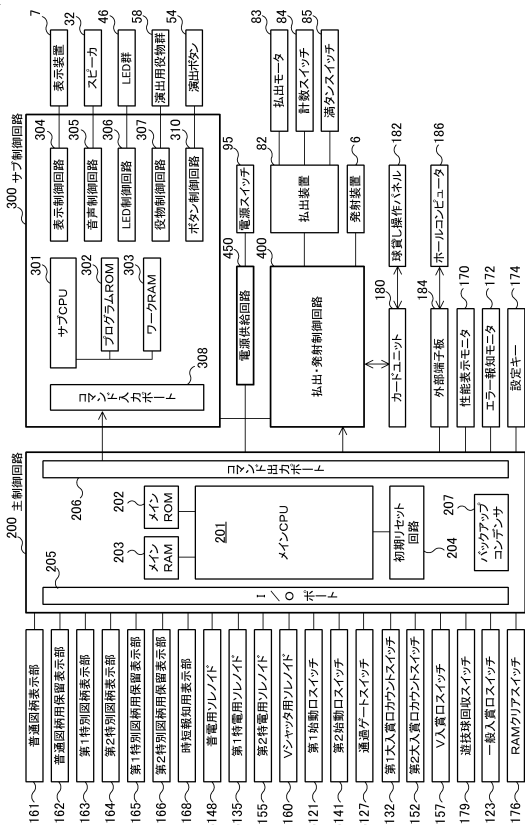 200 主制御回路
205
I/Oポート
203
メイン
RAM
202
メイン
ROM
201
メインCPU
初期リセット
回路
204
207
バックアップ
コンデンサ
206
コマンド出力ポート
161 普通図柄表示部
162 普通図柄用保留表示部
163 第1特別図柄表示部
164 第2特別図柄表示部
165 第1特別図柄用保留表示部
166 第2特別図柄用保留表示部
168 時短報知用表示部
148 普電用ソレノイド
135 第1特電用ソレノイド
155 第2特電用ソレノイド
160 Vシャッタ用ソレノイド
121 第1始動口スイッチ
141 第2始動口スイッチ
127 通過ゲートスイッチ
132 第1大入賞口カウントスイッチ
152 第2大入賞口カウントスイッチ
157 V入賞口スイッチ
179 遊技球回収スイッチ
123 一般入賞口スイッチ
176 RAMクリアスイッチ
300 サブ制御回路
308
コマンド入力ポート
301
サブCPU
302
プログラムROM
303
ワークRAM
304
表示制御回路
305
音声制御回路
306
LED制御回路
307
役物制御回路
310
ボタン制御回路
7
表示装置
32
スピーカ
46
LED群
58
演出用役物群
54
演出ボタン
450
電源供給回路
95
電源スイッチ
400
払出・発射制御回路
82
払出装置
83
払出モータ
84
計数スイッチ
85
満タンスイッチ
6
発射装置
180
カードユニット
182
球貸し操作パネル
184
外部端子板
186
ホールコンピュータ
170
性能表示モニタ
172
エラー報知モニタ
174
設定キー